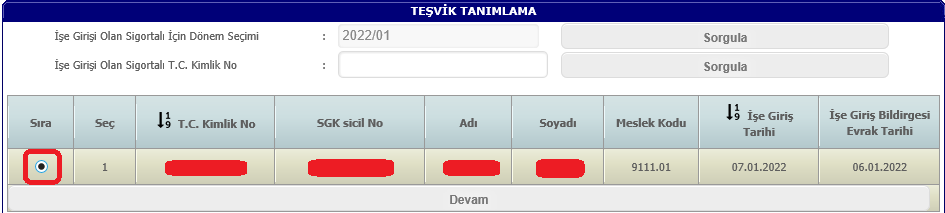 TEŞVİK TANIMLAMA
İşe Girişi Olan Sigortalı İçin Dönem Seçimi : 2022/01 Sorgula
İşe Girişi Olan Sigortalı T.C. Kimlik No : Sorgula
Sıra Seç 19 T.C. Kimlik No SGK sicil No Adı Soyadı Meslek Kodu 19 İşe Giriş Tarihi İşe Giriş Bildirgesi Evrak Tarihi
1 9111.01 07.01.2022 06.01.2022
Devam